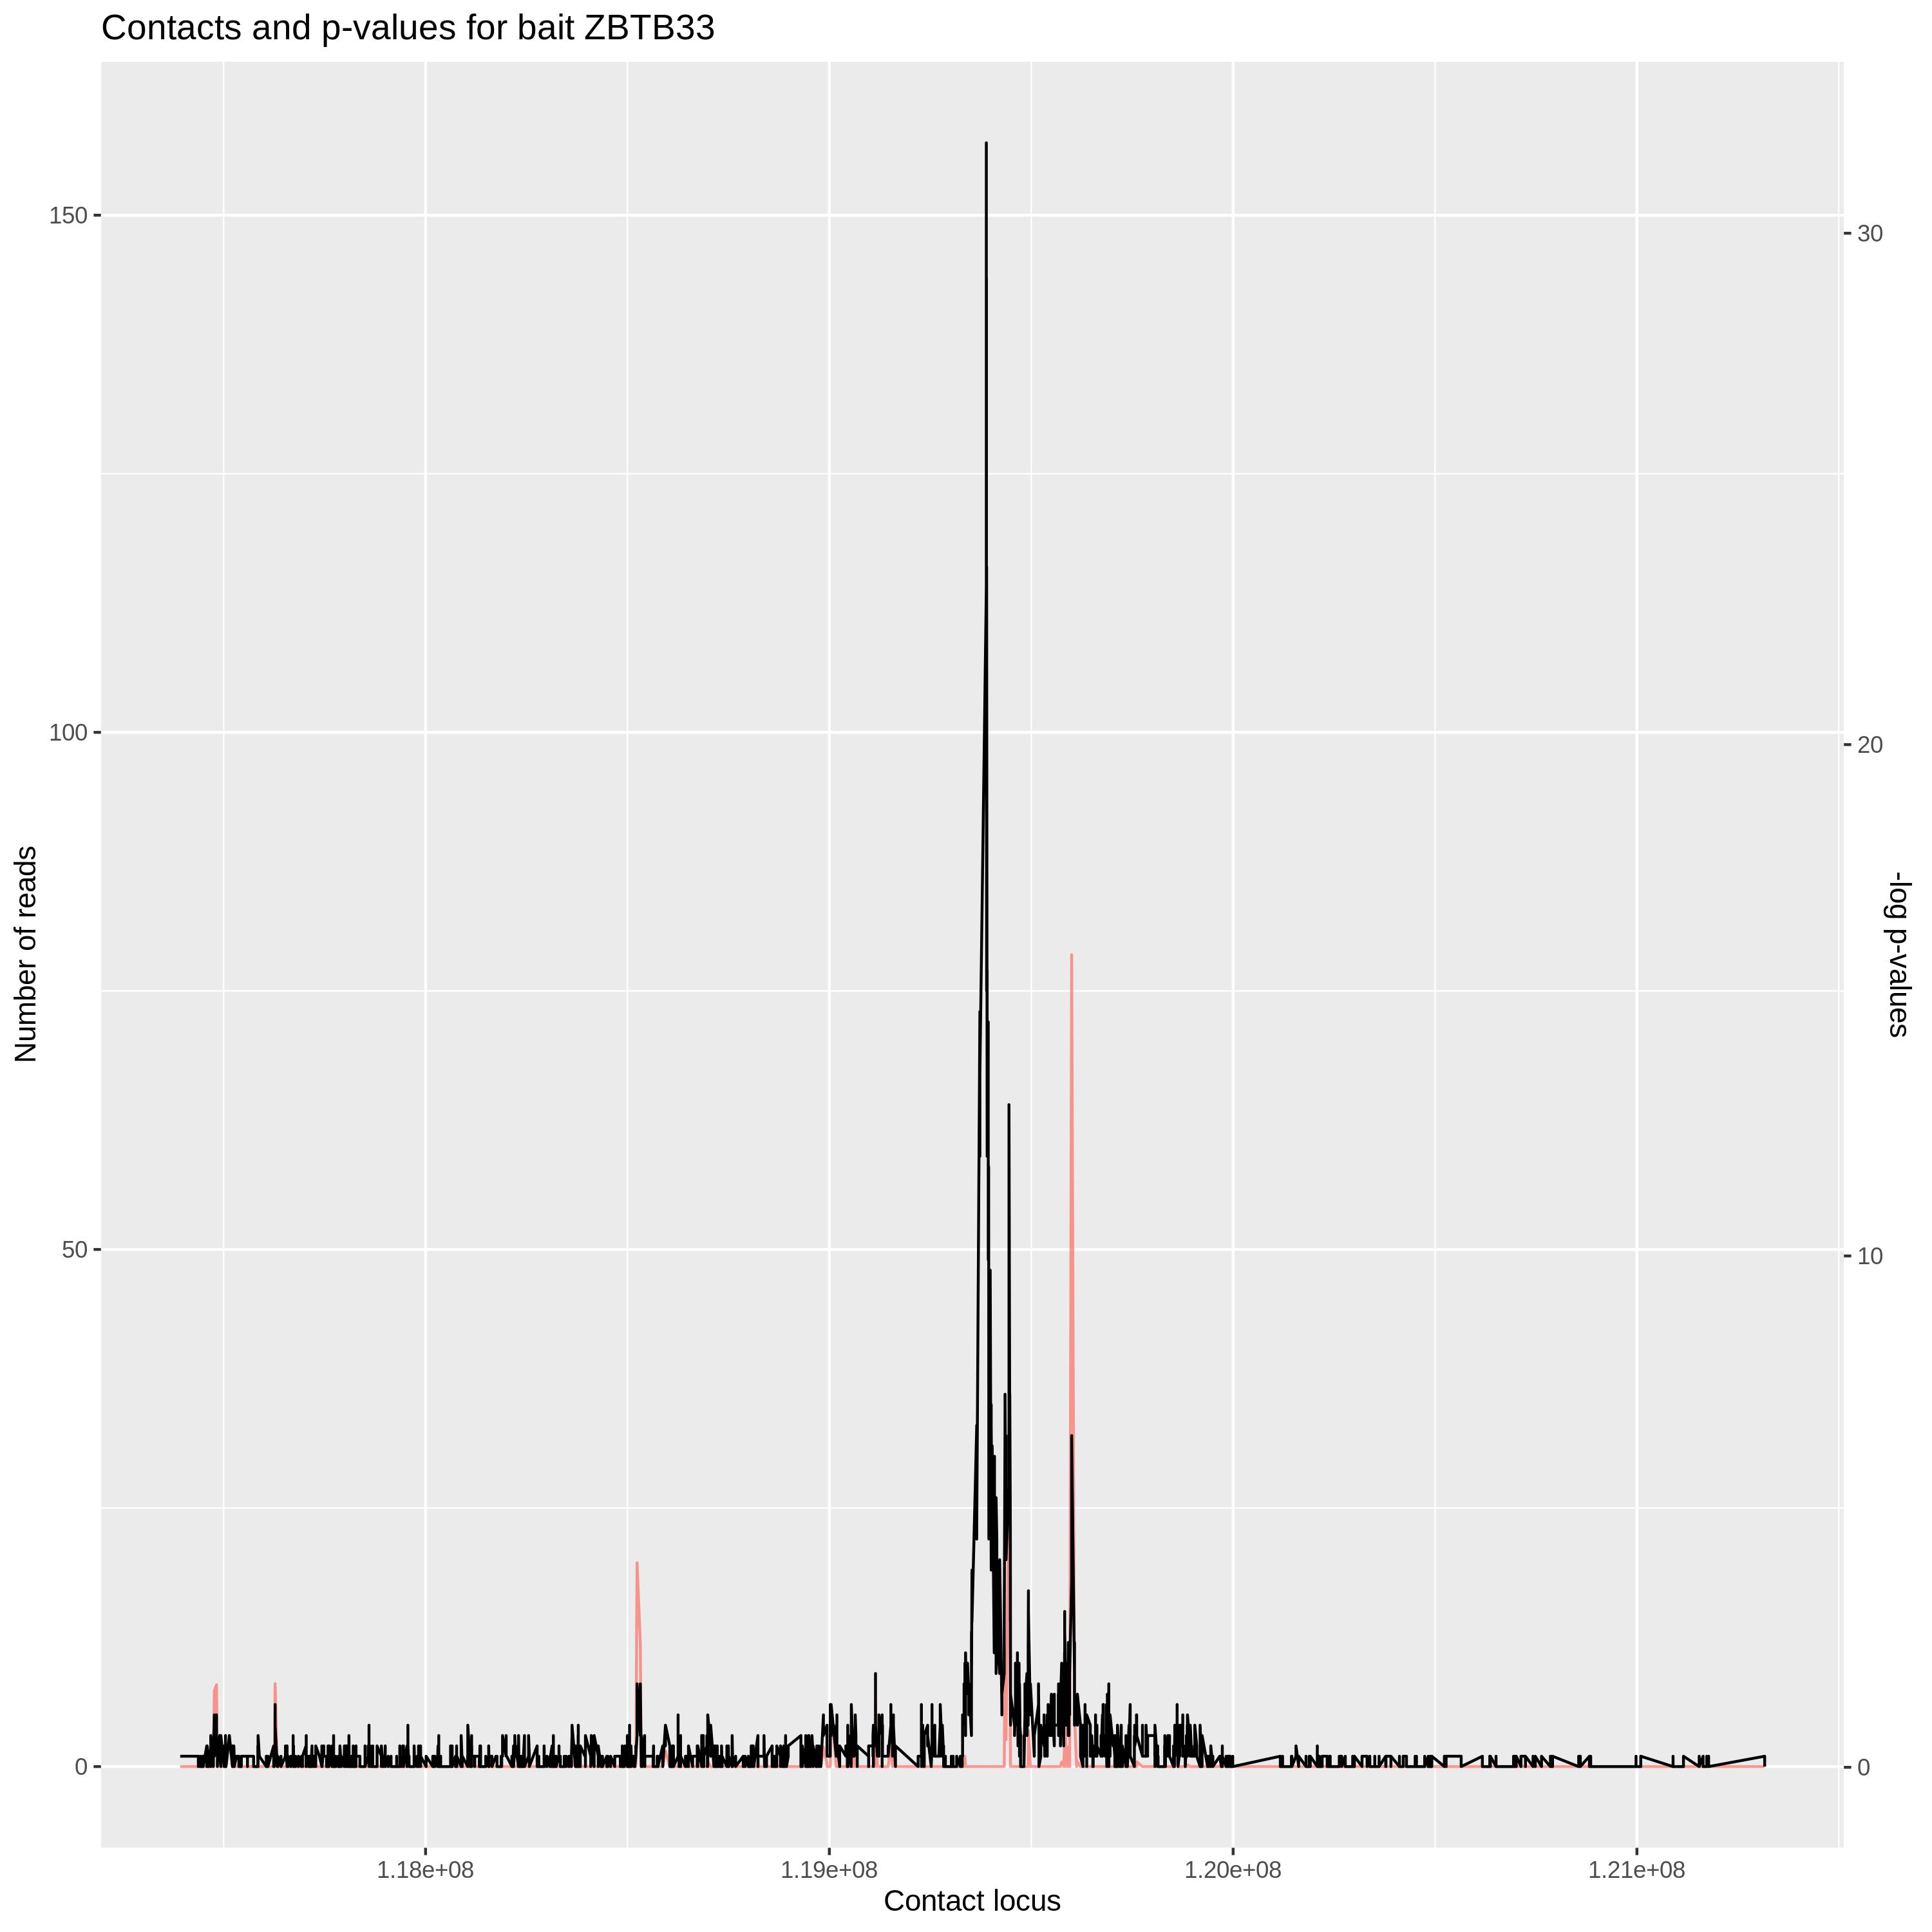 Contacts and p-values for bait ZBTB33
150
100
50
0
Number of reads
30
20
10
0
-log p-values
1.18e+08
1.19e+08
1.20e+08
1.21e+08
Contact locus